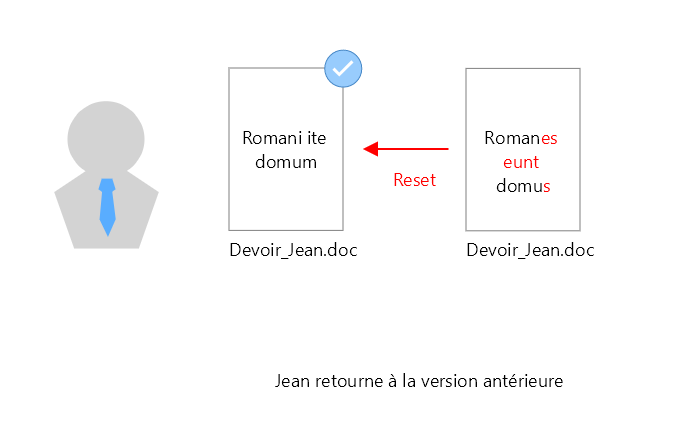 Romani ite
domum
Romanes
eunt
domus
Reset
Devoir_Jean.doc
Devoir_Jean.doc
Jean retourne à la version antérieure